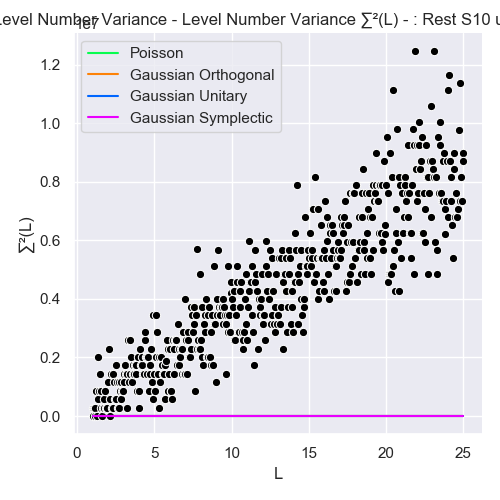 Level Number Variance - Level Number Variance ∑²(L) - : Rest S10 u
1e7
Poisson
Gaussian Orthogonal
Gaussian Unitary
Gaussian Symplectic
1.2
1.0
0.8
0.6
0.4
0.2
0.0
∑²(L)
0 5 10 15 20 25
L